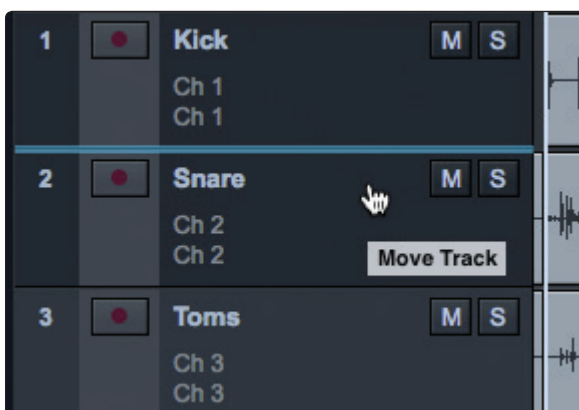 1 Kick M S
Ch 1
Ch 1
2 Snare M S
Ch 2
Ch 2
Move Track
3 Toms M S
Ch 3
Ch 3